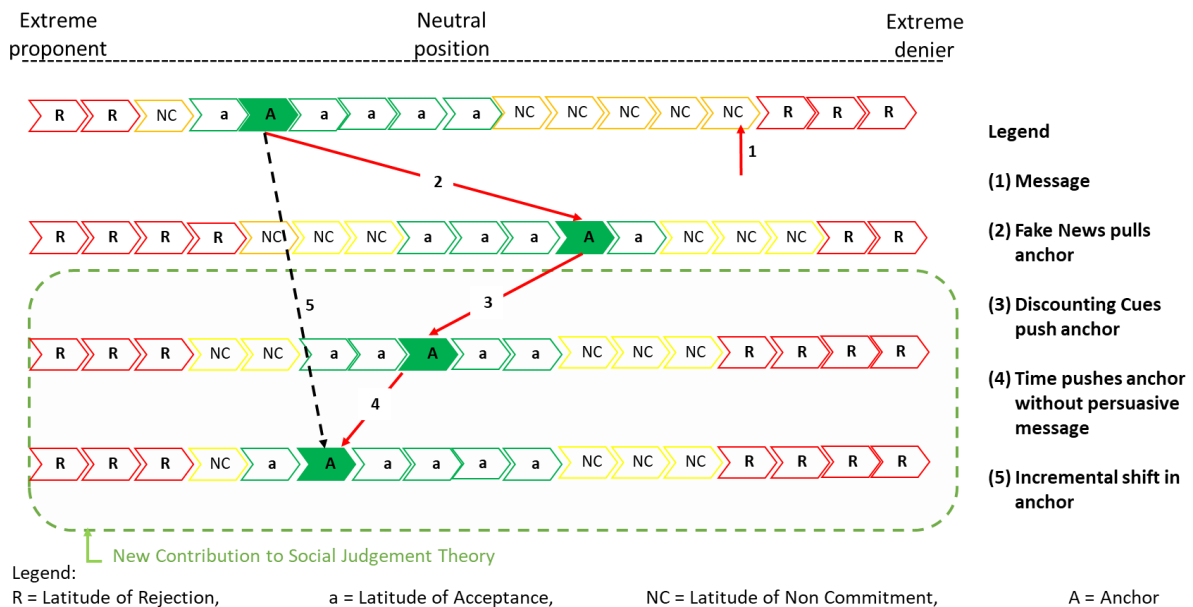 Extreme proponent
Neutral position
Extreme denier
R R NC a A a a a a NC NC NC NC NC R R R
1
2
R R R R NC NC NC a a a A a NC NC NC R R
3
5
R R R NC NC a a A a a NC NC NC R R R R
4
R R R NC a A a a a a NC NC NC R R R R
New Contribution to Social Judgement Theory
Legend
(1) Message
(2) Fake News pulls
anchor
(3) Discounting Cues
push anchor
(4) Time pushes anchor
without persuasive
message
(5) Incremental shift in
anchor
Legend:
R = Latitude of Rejection, a = Latitude of Acceptance, NC = Latitude of Non Commitment, A = Anchor